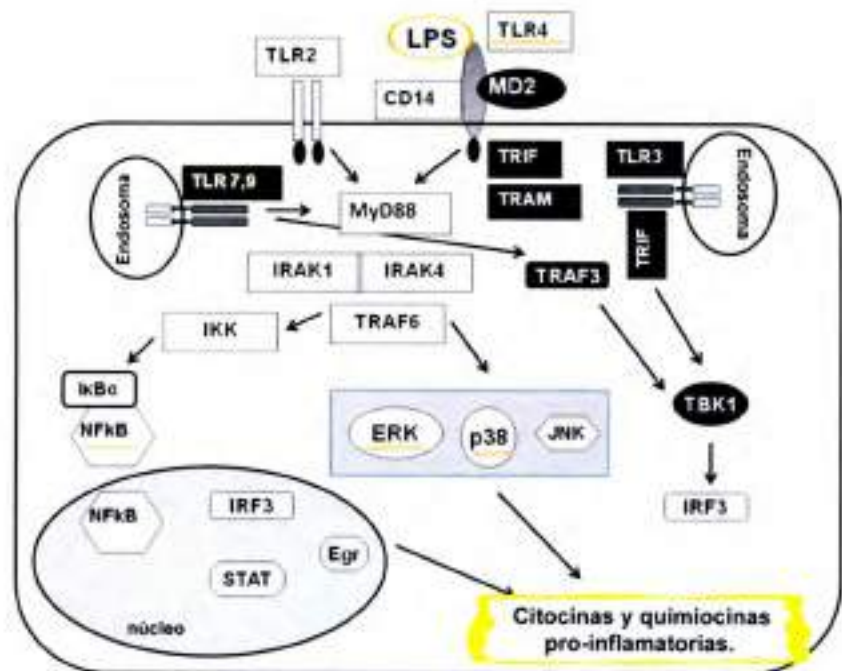 LPS
TLR4
TLR2
CD14
MD2
TRIF
TLR3
Endosoma
TLR7,9
TRAM
Endosoma
MyD88
TRIF
IRAK1
IRAK4
TRAF3
IKK
TRAF6
IκBα
NFkB
ERK
p38
JNK
TBK1
IRF3
NFkB
IRF3
Egr
STAT
núcleo
Citocinas y quimiocinas
pro-inflamatorias.